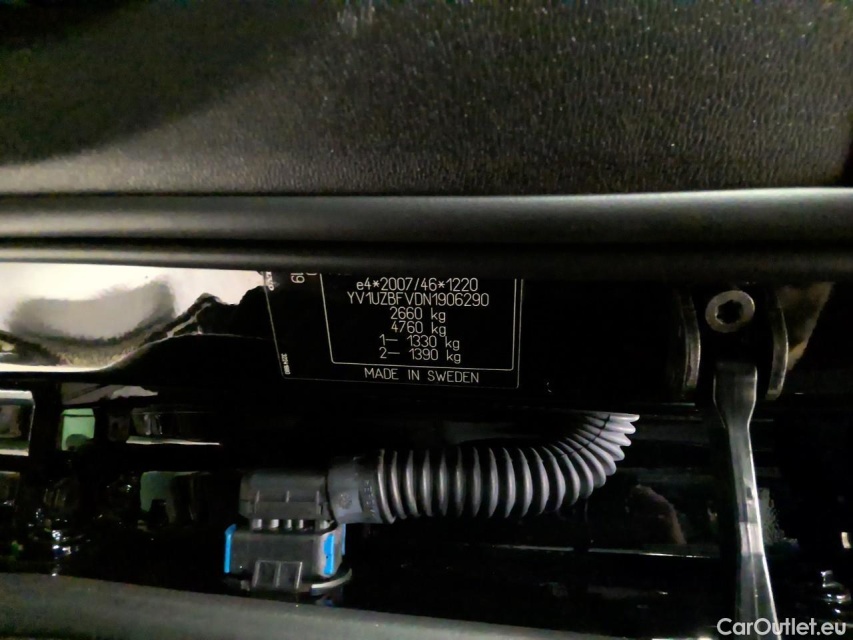 e4*2007/46*1220
YV1UZBFVDN1906290
2660 kg
4760 kg
1– 1330 kg
2– 1390 kg
MADE IN SWEDEN
CarOutlet.eu